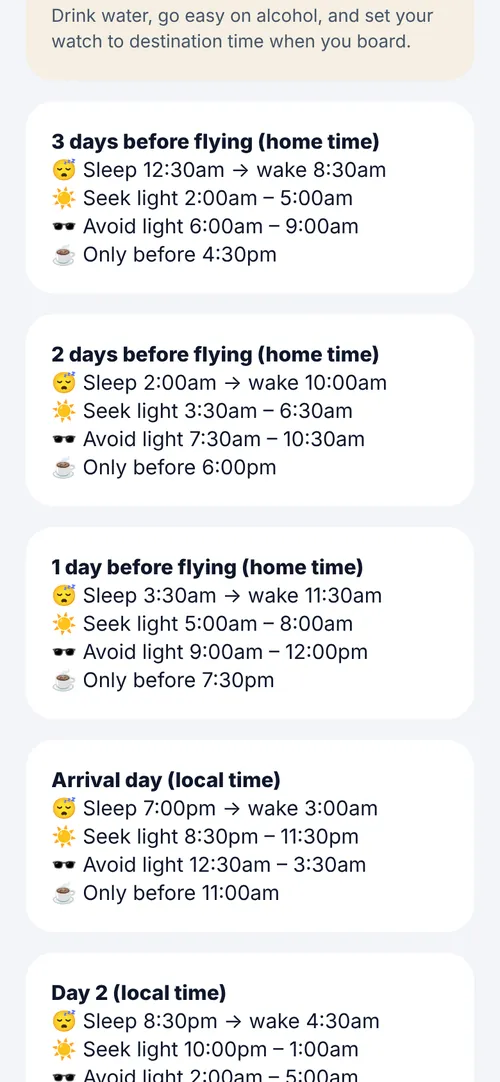 Drink water, go easy on alcohol, and set your
watch to destination time when you board.
3 days before flying (home time)
😴 Sleep 12:30am → wake 8:30am
☀️ Seek light 2:00am – 5:00am
🕶️ Avoid light 6:00am – 9:00am
☕ Only before 4:30pm
2 days before flying (home time)
😴 Sleep 2:00am → wake 10:00am
☀️ Seek light 3:30am – 6:30am
🕶️ Avoid light 7:30am – 10:30am
☕ Only before 6:00pm
1 day before flying (home time)
😴 Sleep 3:30am → wake 11:30am
☀️ Seek light 5:00am – 8:00am
🕶️ Avoid light 9:00am – 12:00pm
☕ Only before 7:30pm
Arrival day (local time)
😴 Sleep 7:00pm → wake 3:00am
☀️ Seek light 8:30pm – 11:30pm
🕶️ Avoid light 12:30am – 3:30am
☕ Only before 11:00am
Day 2 (local time)
😴 Sleep 8:30pm → wake 4:30am
☀️ Seek light 10:00pm – 1:00am
🕶️ Avoid light 2:00am – 5:00am